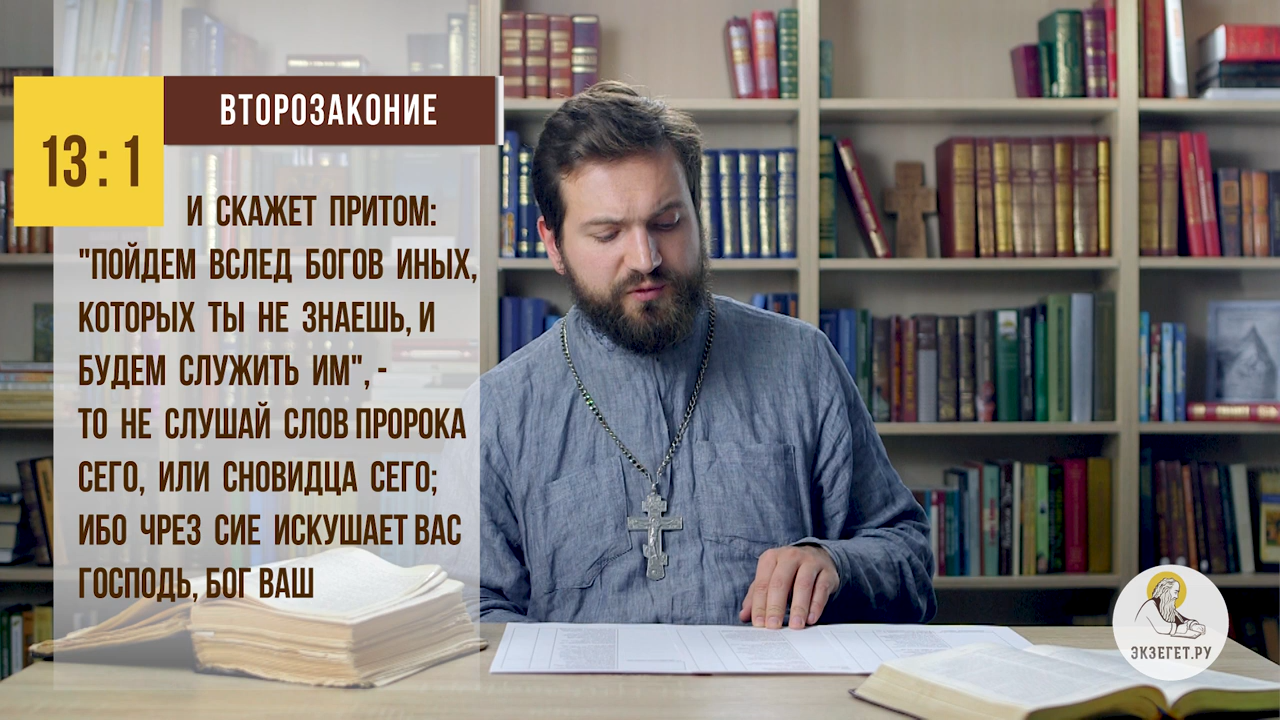 ВТОРОЗАКОНИЕ
13:1
И СКАЖЕТ ПРИТОМ:
"ПОЙДЕМ ВСЛЕД БОГОВ ИНЫХ,
КОТОРЫХ ТЫ НЕ ЗНАЕШЬ, И
БУДЕМ СЛУЖИТЬ ИМ", -
ТО НЕ СЛУШАЙ СЛОВ ПРОРОКА
СЕГО, ИЛИ СНОВИДЦА СЕГО;
ИБО ЧРЕЗ СИЕ ИСКУШАЕТ ВАС
ГОСПОДЬ, БОГ ВАШ
ЭКЗЕГЕТ.РУ